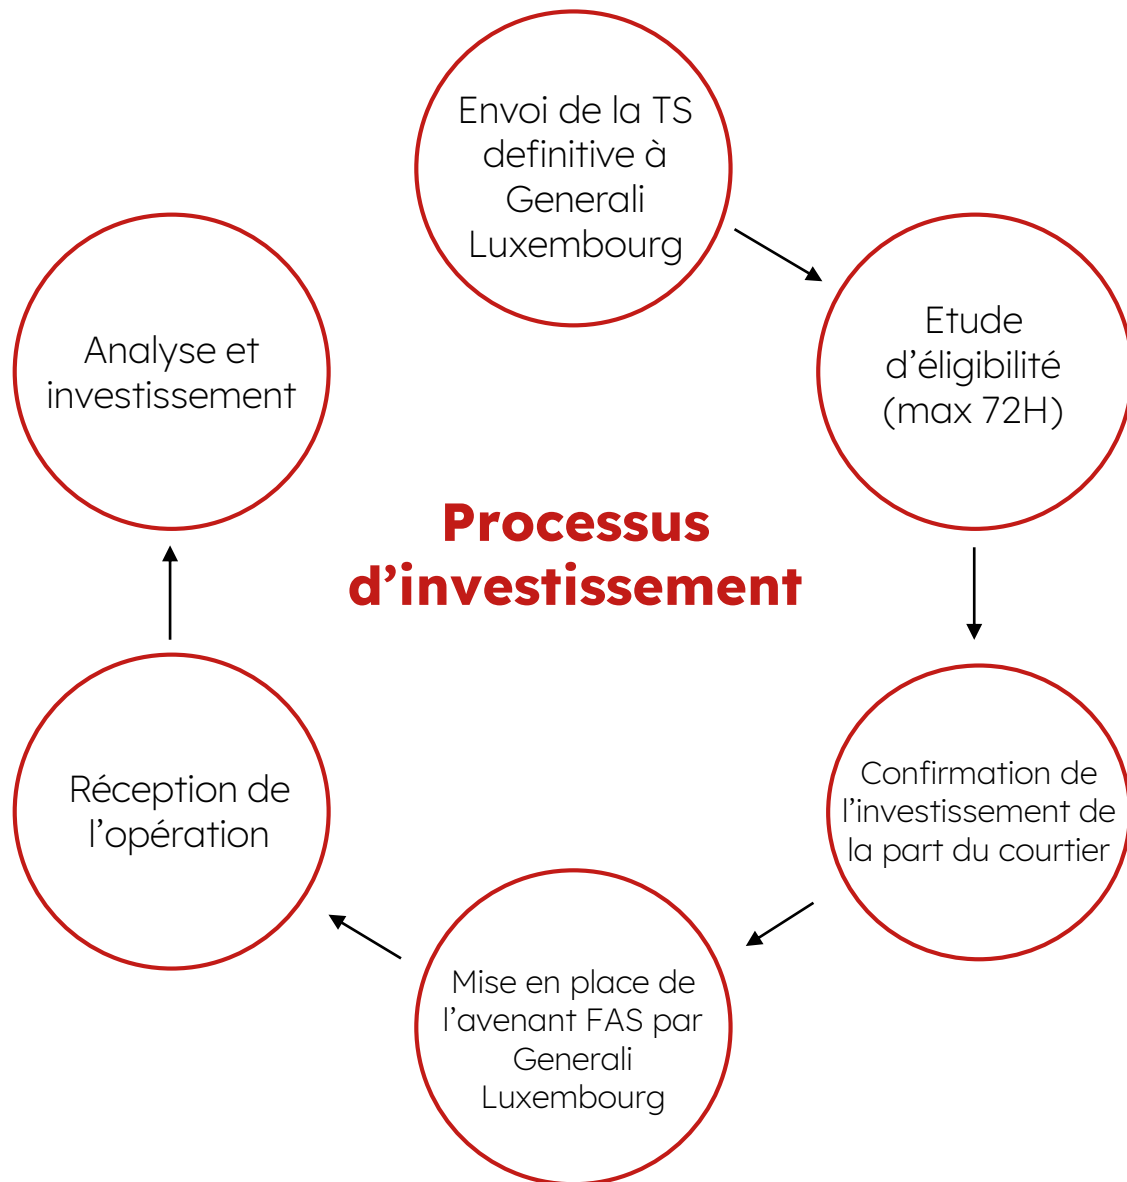 Envoi de la TS
definitive à
Generali
Luxembourg
Etude
d’éligibilité
(max 72H)
Confirmation de
l’investissement de
la part du courtier
Mise en place de
l’avenant FAS par
Generali
Luxembourg
Réception de
l’opération
Analyse et
investissement
Processus
d’investissement